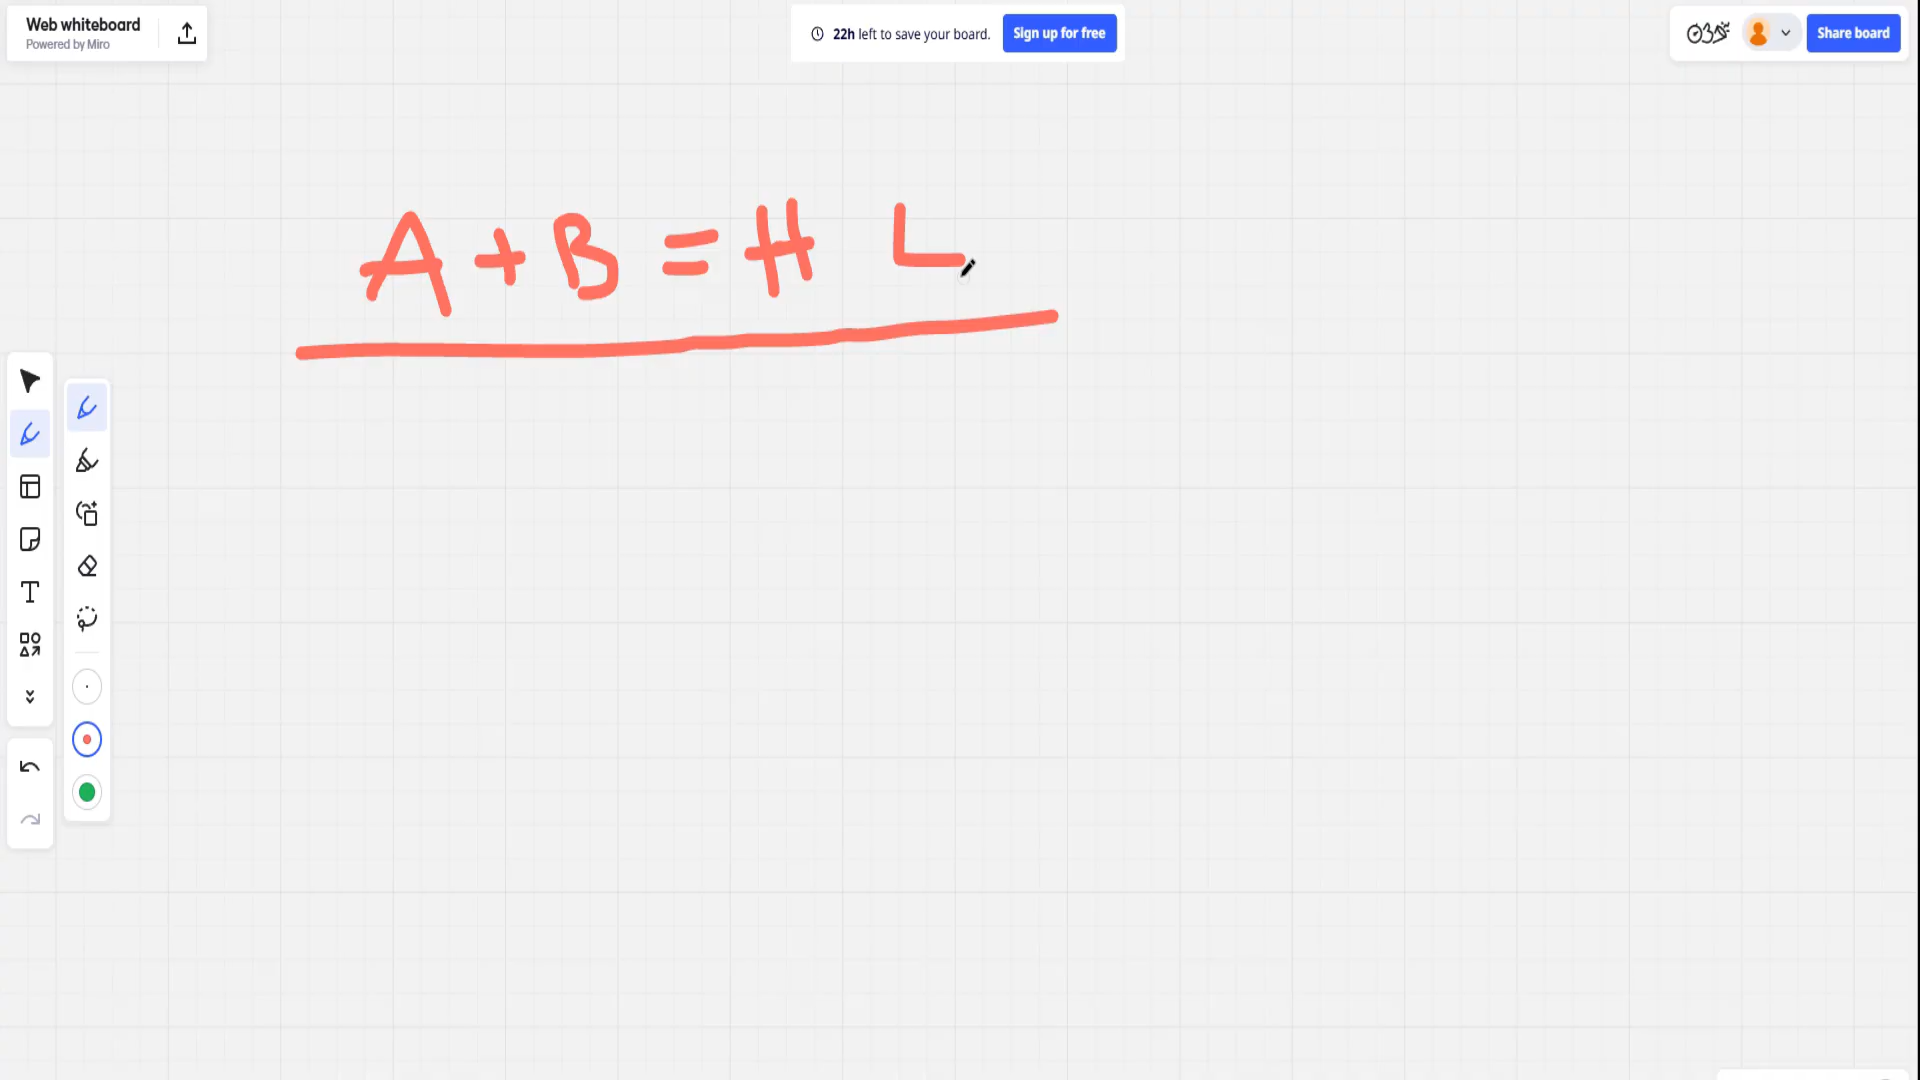 Web whiteboard
Powered by Miro
22h left to save your board.
Sign up for free
Share board
A + B = H L
T